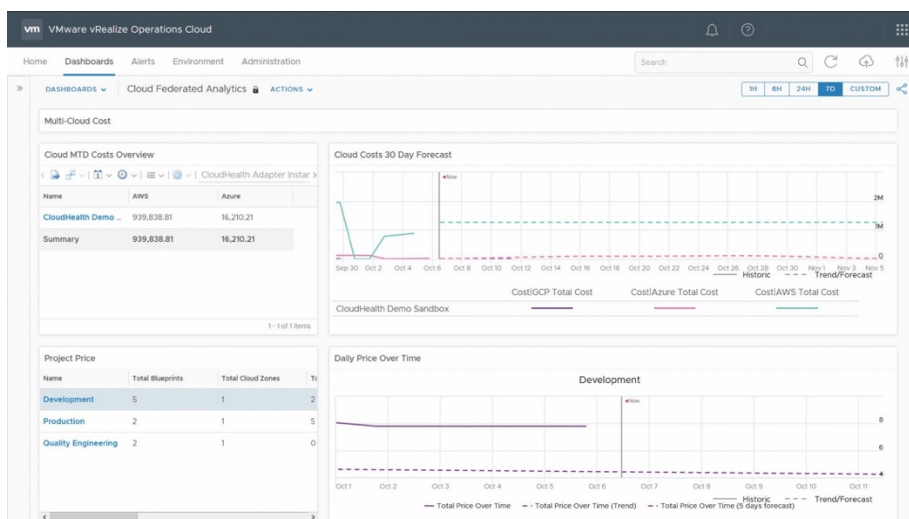 vm VMware vRealize Operations Cloud
Home Dashboards Alerts Environment Administration Search
DASHBOARDS Cloud Federated Analytics ACTIONS 1H 6H 24H 7D CUSTOM
Multi-Cloud Cost
Cloud MTD Costs Overview
CloudHealth Adapter Instar
Name AWS Azure
CloudHealth Demo ... 939,838.81 16,210.21
Summary 939,838.81 16,210.21
1 - 1 of 1 items
Cloud Costs 30 Day Forecast
Now
2M
1M
0
Sep 30 Oct 2 Oct 4 Oct 6 Oct 8 Oct 10 Oct 12 Oct 14 Oct 16 Oct 18 Oct 20 Oct 22 Oct 24 Oct 26 Oct 28 Oct 30 Nov 1 Nov 3 Nov 5
Historic Trend/Forecast
Cost|GCP Total Cost Cost|Azure Total Cost Cost|AWS Total Cost
CloudHealth Demo Sandbox
Project Price
Name Total Blueprints Total Cloud Zones
Development 5 1 2
Production 2 1 5
Quality Engineering 2 1 0
Daily Price Over Time
Development
Now
8
6
4
Oct 1 Oct 2 Oct 3 Oct 4 Oct 5 Oct 6 Oct 7 Oct 8 Oct 9 Oct 10 Oct 11
Historic Trend/Forecast
Total Price Over Time Total Price Over Time (Trend) Total Price Over Time (5 days forecast)